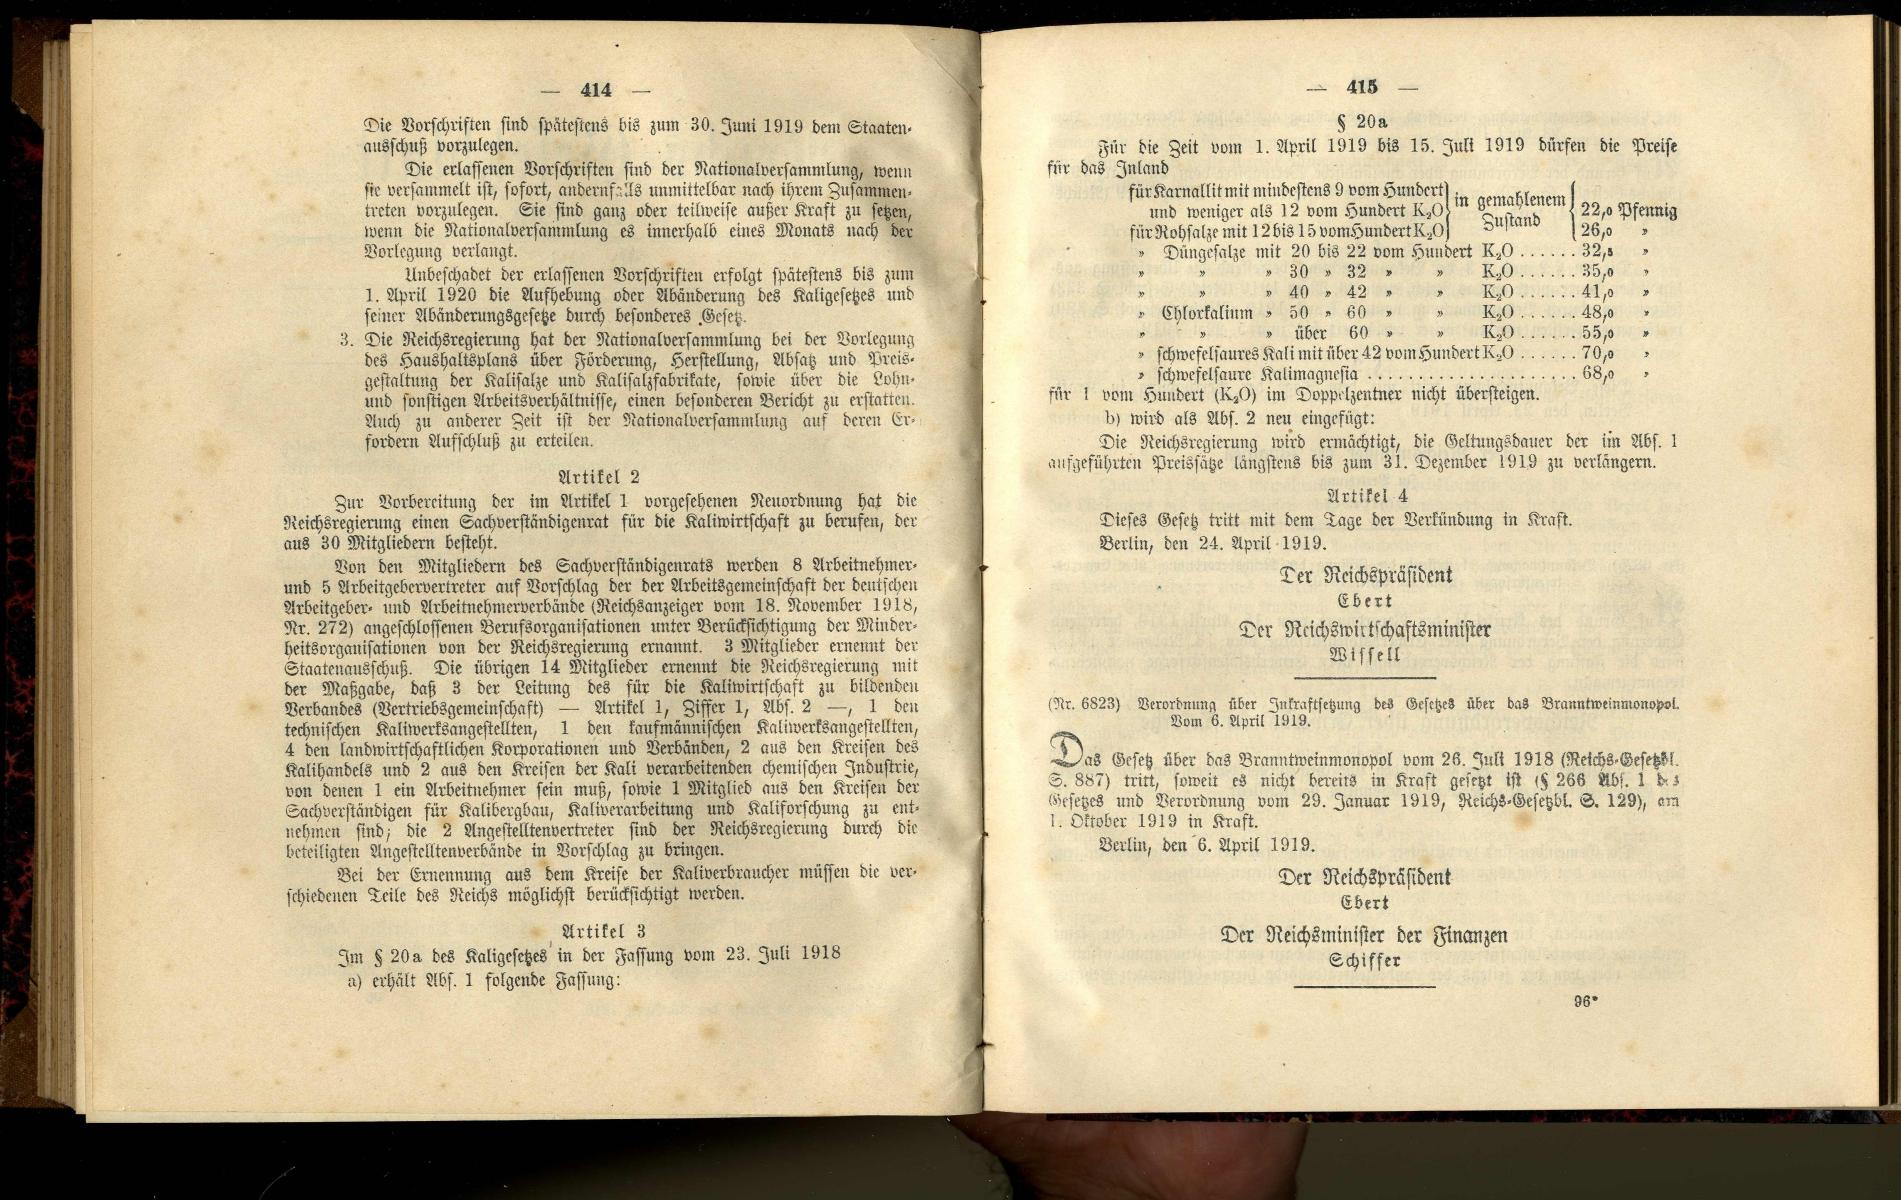 — 414 —
Die Vorschriften sind spätestens bis zum 30. Juni 1919 dem Staaten-
ausschuß vorzulegen.
Die erlassenen Vorschriften sind der Nationalversammlung, wenn
sie versammelt ist, sofort, andernfalls unmittelbar nach ihrem Zusammen-
treten vorzulegen. Sie sind ganz oder teilweise außer Kraft zu setzen,
wenn die Nationalversammlung es innerhalb eines Monats nach der
Vorlegung verlangt.
Unbeschadet der erlassenen Vorschriften erfolgt spätestens bis zum
1. April 1920 die Aufhebung oder Abänderung des Kaligesetzes und
seiner Abänderungsgesetze durch besonderes Gesetz.
3. Die Reichsregierung hat der Nationalversammlung bei der Vorlegung
des Haushaltsplans über Förderung, Herstellung, Absatz und Preis-
gestaltung der Kalisalze und Kalisalzfabrikate, sowie über die Lohn-
und sonstigen Arbeitsverhältnisse, einen besonderen Bericht zu erstatten.
Auch zu anderer Zeit ist der Nationalversammlung auf deren Er-
fordern Aufschluß zu erteilen.
Artikel 2
Zur Vorbereitung der im Artikel 1 vorgesehenen Neuordnung hat die
Reichsregierung einen Sachverständigenrat für die Kaliwirtschaft zu berufen, der
aus 30 Mitgliedern besteht.
Von den Mitgliedern des Sachverständigenrats werden 8 Arbeitnehmer-
und 5 Arbeitgebervertreter auf Vorschlag der der Arbeitsgemeinschaft der deutschen
Arbeitgeber- und Arbeitnehmerverbände (Reichsanzeiger vom 18. November 1918,
Nr. 272) angeschlossenen Berufsorganisationen unter Berücksichtigung der Minder-
heitsorganisationen von der Reichsregierung ernannt. 3 Mitglieder ernennt der
Staatenausschuß. Die übrigen 14 Mitglieder ernennt die Reichsregierung mit
der Maßgabe, daß 3 der Leitung des für die Kaliwirtschaft zu bildenden
Verbandes (Vertriebsgemeinschaft) — Artikel 1, Ziffer 1, Abs. 2 —, 1 den
technischen Kaliwerksangestellten, 1 den kaufmännischen Kaliwerksangestellten,
4 den landwirtschaftlichen Korporationen und Verbänden, 2 aus den Kreisen des
Kalihandels und 2 aus den Kreisen der Kali verarbeitenden chemischen Industrie,
von denen 1 ein Arbeitnehmer sein muß, sowie 1 Mitglied aus den Kreisen der
Sachverständigen für Kalibergbau, Kaliverarbeitung und Kaliforschung zu ent-
nehmen sind; die 2 Angestelltenvertreter sind der Reichsregierung durch die
beteiligten Angestelltenverbände in Vorschlag zu bringen.
Bei der Ernennung aus dem Kreise der Kaliverbraucher müssen die ver-
schiedenen Teile des Reichs möglichst berücksichtigt werden.
Artikel 3
Im § 20a des Kaligesetzes in der Fassung vom 23. Juli 1918
a) erhält Abs. 1 folgende Fassung:
— 415 —
§ 20a
Für die Zeit vom 1. April 1919 bis 15. Juli 1919 dürfen die Preise
für das Inland
für Karnallit mit mindestens 9 vom Hundert
und weniger als 12 vom Hundert K₂O in gemahlenem Zustand 22,0 Pfennig
für Rohsalze mit 12 bis 15 vom Hundert K₂O 26,0 "
" Düngesalze mit 20 bis 22 vom Hundert K₂O ...... 32,5 "
" " " 30 " 32 " " K₂O ...... 35,0 "
" " " 40 " 42 " " K₂O ...... 41,0 "
" Chlorkalium " 50 " 60 " " K₂O ...... 48,0 "
" " " über 60 " " K₂O ...... 55,0 "
" schwefelsaures Kali mit über 42 vom Hundert K₂O ...... 70,0 "
" schwefelsaure Kalimagnesia ..................... 68,0 "
für 1 vom Hundert (K₂O) im Doppelzentner nicht übersteigen.
b) wird als Abs. 2 neu eingefügt:
Die Reichsregierung wird ermächtigt, die Geltungsdauer der im Abs. 1
aufgeführten Preissätze längstens bis zum 31. Dezember 1919 zu verlängern.
Artikel 4
Dieses Gesetz tritt mit dem Tage der Verkündung in Kraft.
Berlin, den 24. April 1919.
Der Reichspräsident
Ebert
Der Reichswirtschaftsminister
Wissell
(Nr. 6823) Verordnung über Inkraftsetzung des Gesetzes über das Branntweinmonopol.
Vom 6. April 1919.
Das Gesetz über das Branntweinmonopol vom 26. Juli 1918 (Reichs-Gesetzbl.
S. 887) tritt, soweit es nicht bereits in Kraft gesetzt ist (§ 266 Abs. 1 des
Gesetzes und Verordnung vom 29. Januar 1919, Reichs-Gesetzbl. S. 129), am
1. Oktober 1919 in Kraft.
Berlin, den 6. April 1919.
Der Reichspräsident
Ebert
Der Reichsminister der Finanzen
Schiffer
96*